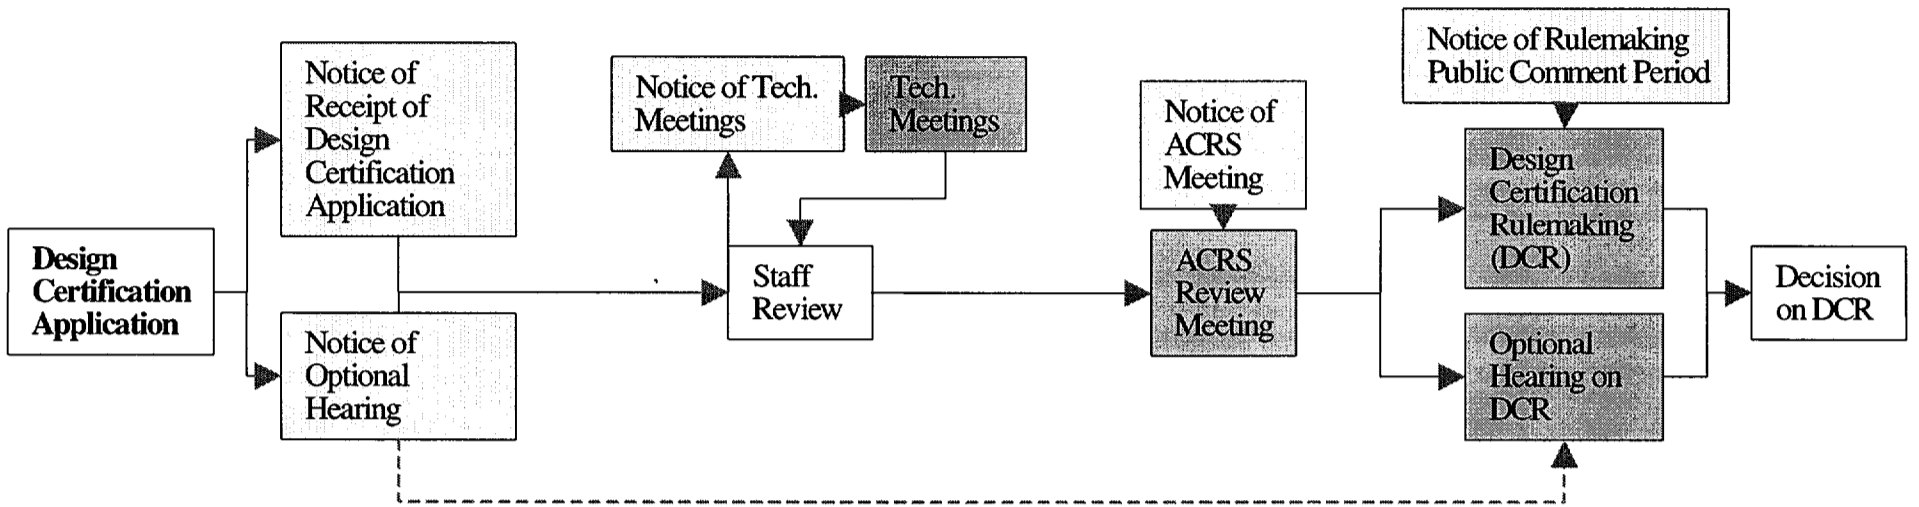 Design
Certification
Application
Notice of
Receipt of
Design
Certification
Application
Notice of
Optional
Hearing
Notice of Tech.
Meetings
Tech.
Meetings
Staff
Review
Notice of
ACRS
Meeting
ACRS
Review
Meeting
Notice of Rulemaking
Public Comment Period
Design
Certification
Rulemaking
(DCR)
Optional
Hearing on
DCR
Decision
on DCR